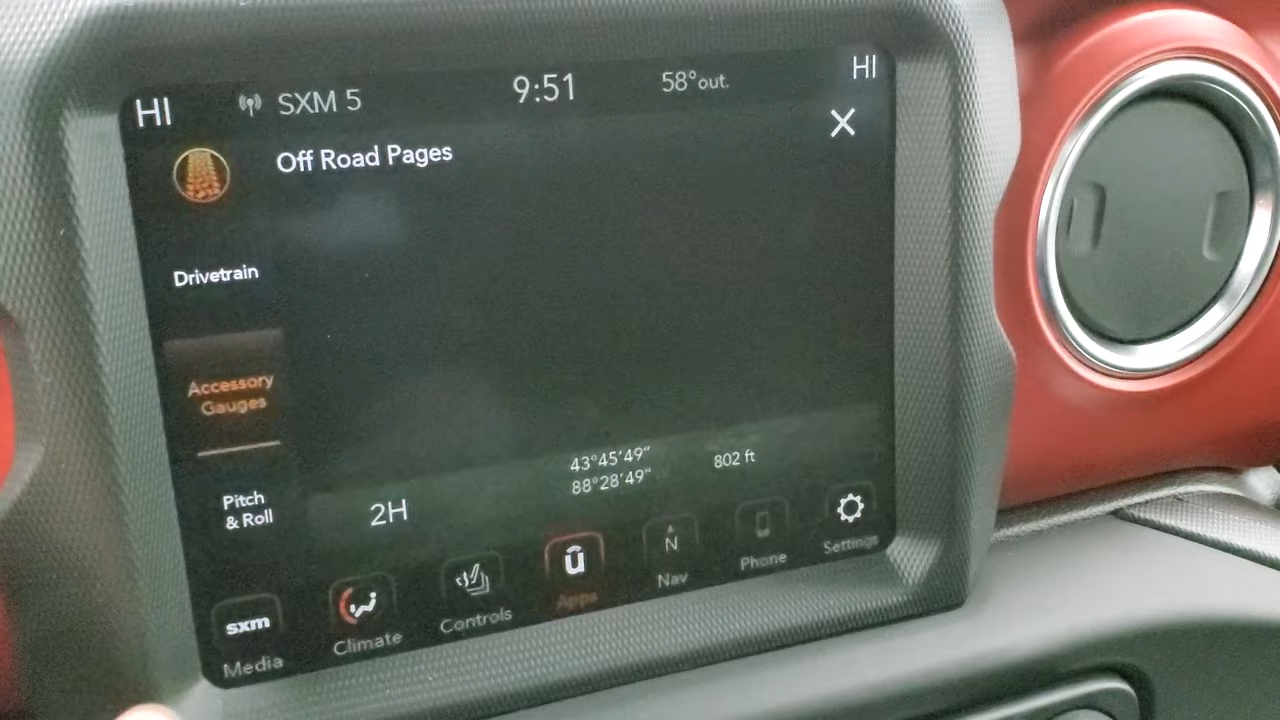 HI
SXM 5
9:51
58°out.
HI
Off Road Pages
Drivetrain
Accessory
Gauges
Pitch
& Roll
2H
43°45'49"
88°28'49"
802 ft
sxm
Media
Climate
Controls
Apps
N
Nav
Phone
Settings